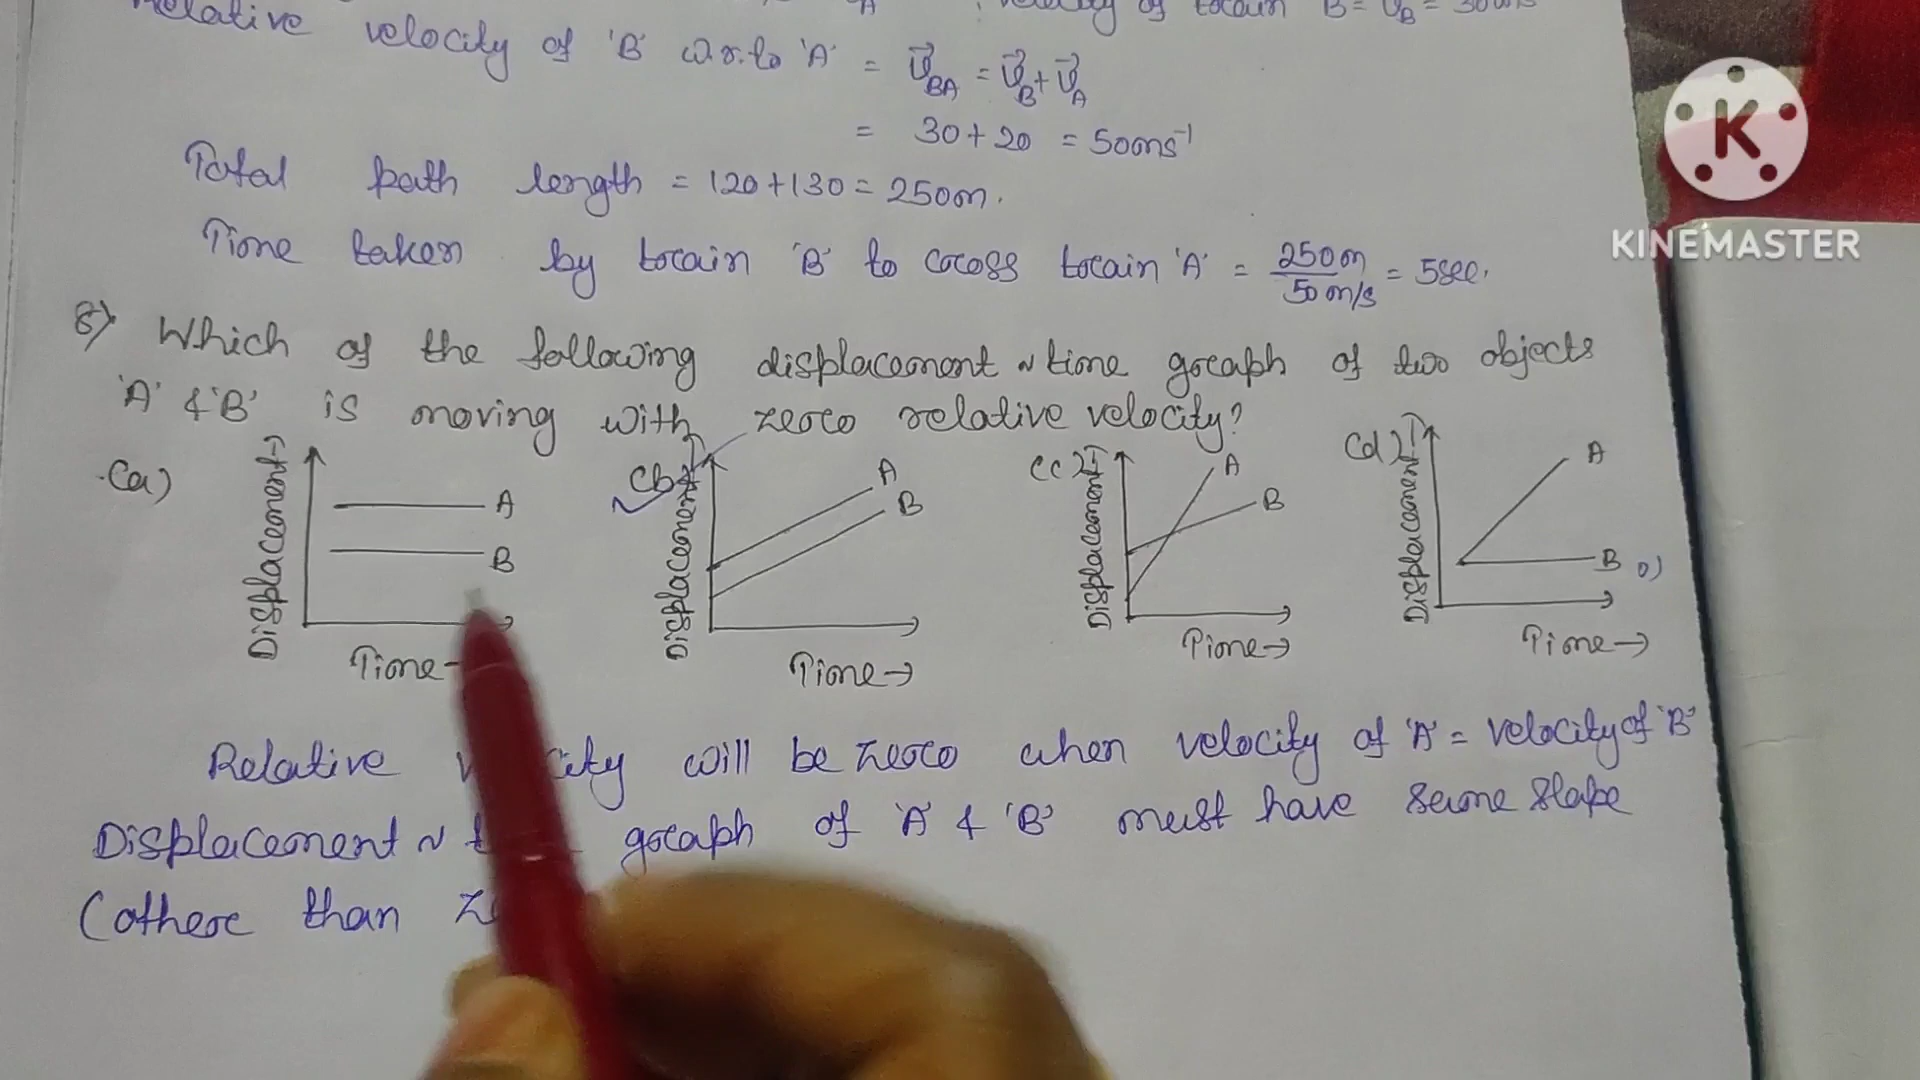 Relative velocity of 'B' w.r.to 'A' = V⃗BA = V⃗B + V⃗A
= 30 + 20 = 50ms⁻¹
Total path length = 120+130 = 250m.
Time taken by train 'B' to cross train 'A' = 250m / 50m/s = 5sec.
8) Which of the following displacement ~ time graph of two objects
'A' & 'B' is moving with zero relative velocity?
(a) Displacement→ A B Time→
(b) Displacement A B Time→
(c) Displacement→ A B Time→
(d) Displacement→ A B Time→
Relative will be zero when velocity of 'A' = velocity of 'B'
Displacement ~ graph of 'A' & 'B' must have same slope
(other than
K
KINEMASTER